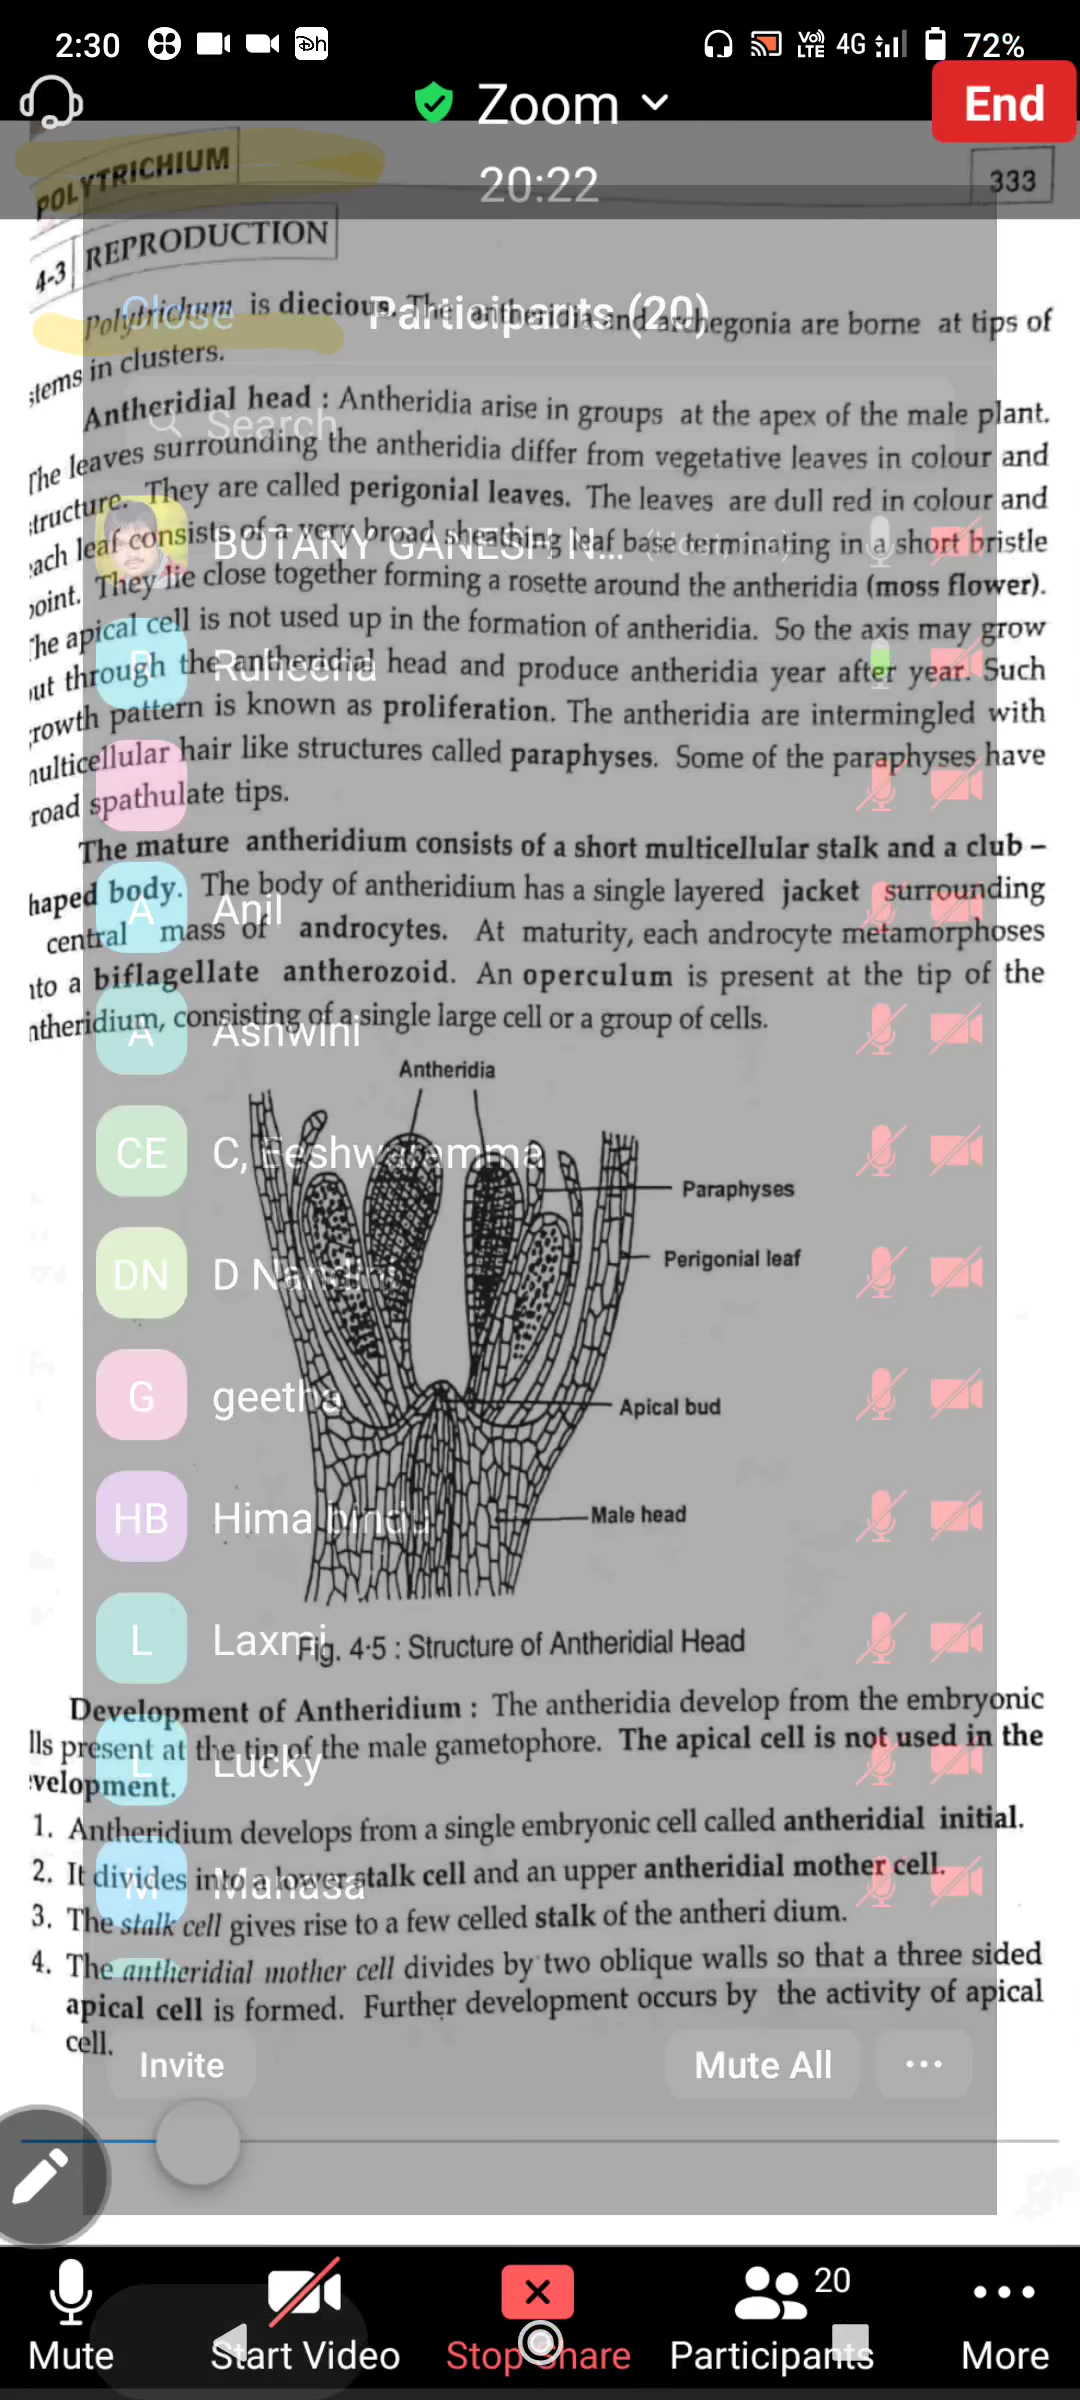 2:30
Vo)) LTE 4G 72%
Zoom
End
20:22
POLYTRICHIUM
333
4-3 REPRODUCTION
Close
Participants (20)
Polytrichum is diecious. The antheridia and archegonia are borne at tips of
stems in clusters.
Search
Antheridial head : Antheridia arise in groups at the apex of the male plant.
The leaves surrounding the antheridia differ from vegetative leaves in colour and
structure. They are called perigonial leaves. The leaves are dull red in colour and
each leaf consists of a very broad sheathing leaf base terminating in a short bristle
BOTANY GANESH N...
point. They lie close together forming a rosette around the antheridia (moss flower).
The apical cell is not used up in the formation of antheridia. So the axis may grow
R Ruheena
out through the antheridial head and produce antheridia year after year. Such
growth pattern is known as proliferation. The antheridia are intermingled with
multicellular hair like structures called paraphyses. Some of the paraphyses have
road spathulate tips.
The mature antheridium consists of a short multicellular stalk and a club –
haped body. The body of antheridium has a single layered jacket surrounding
A Anil
central mass of androcytes. At maturity, each androcyte metamorphoses
nto a biflagellate antherozoid. An operculum is present at the tip of the
ntheridium, consisting of a single large cell or a group of cells.
A Ashwini
Antheridia
CE C, Eeshwaramma
Paraphyses
Perigonial leaf
DN D Nandini
G geetha
Apical bud
HB Hima bindu
Male head
L Laxmi
Fig. 4·5 : Structure of Antheridial Head
Development of Antheridium : The antheridia develop from the embryonic
lls present at the tip of the male gametophore. The apical cell is not used in the
L Lucky
velopment.
1. Antheridium develops from a single embryonic cell called antheridial initial.
2. It divides into a lower stalk cell and an upper antheridial mother cell.
M Manasa
3. The stalk cell gives rise to a few celled stalk of the antheri dium.
4. The antheridial mother cell divides by two oblique walls so that a three sided
apical cell is formed. Further development occurs by the activity of apical
cell.
Invite
Mute All
20
Mute
Start Video
Stop Share
Participants
More